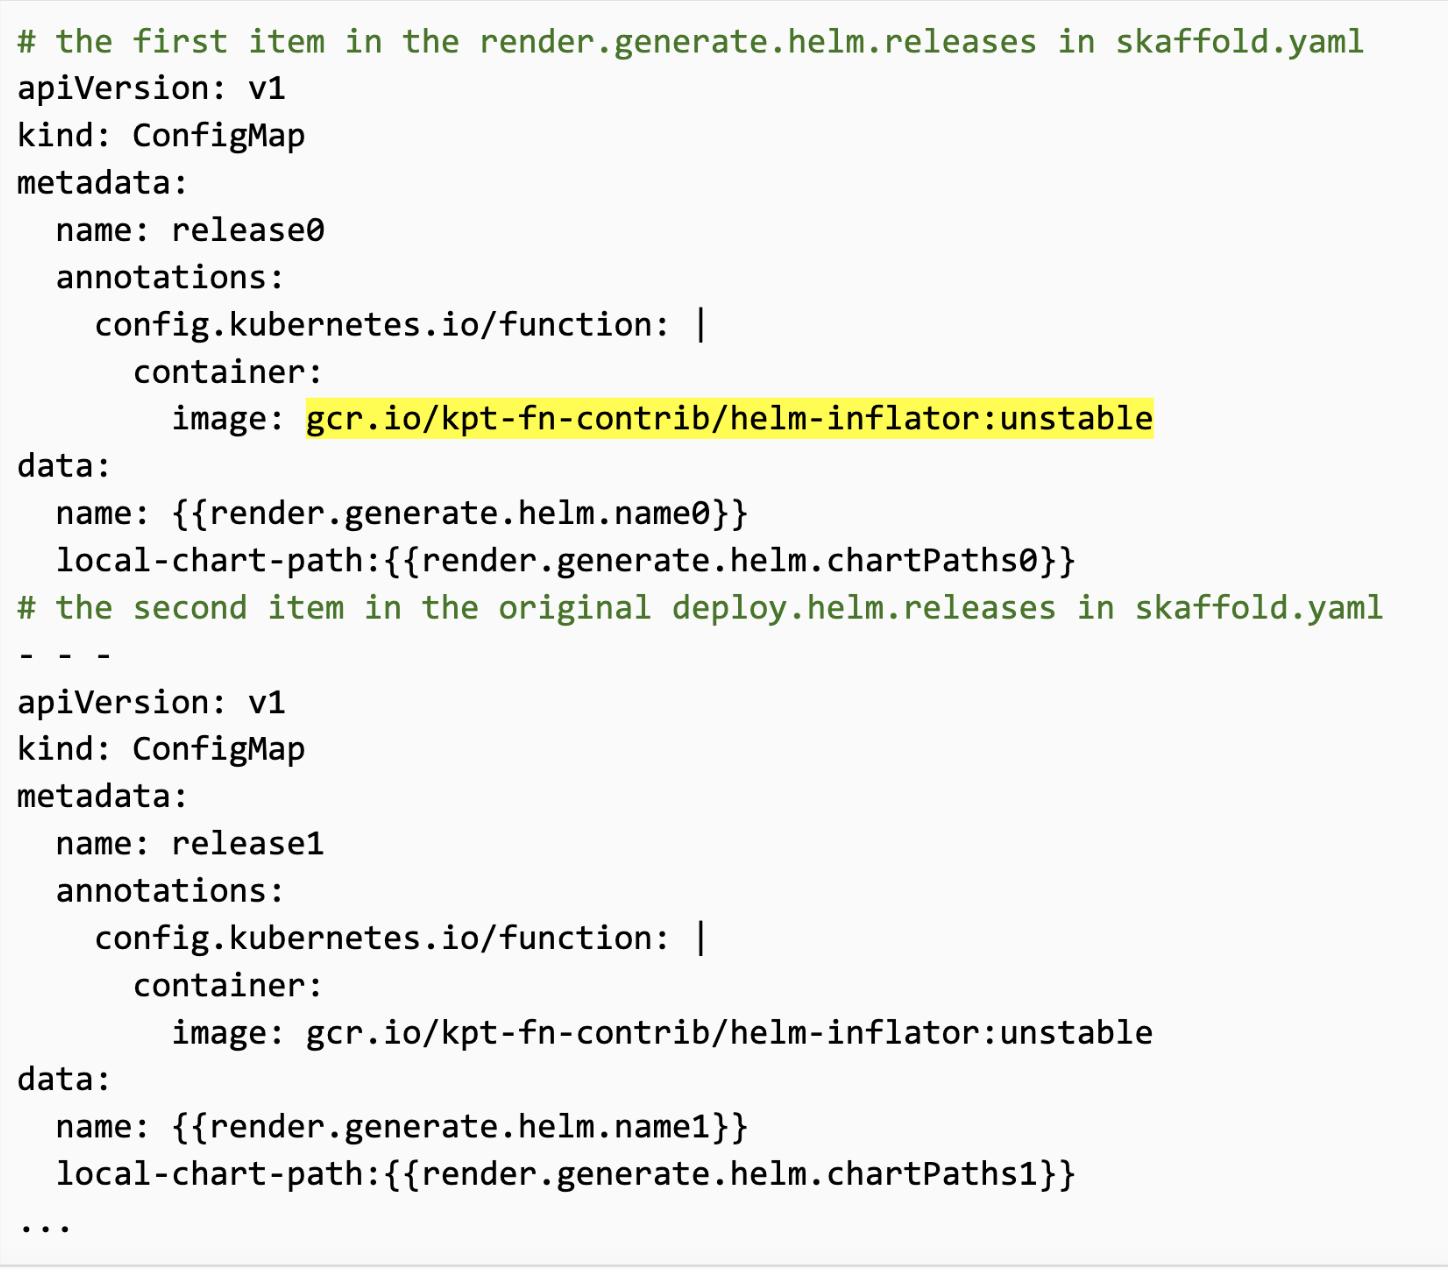 # the first item in the render.generate.helm.releases in skaffold.yaml
apiVersion: v1
kind: ConfigMap
metadata:
  name: release0
  annotations:
    config.kubernetes.io/function: |
      container:
        image: gcr.io/kpt-fn-contrib/helm-inflator:unstable
data:
  name: {{render.generate.helm.name0}}
  local-chart-path:{{render.generate.helm.chartPaths0}}
# the second item in the original deploy.helm.releases in skaffold.yaml
- - -
apiVersion: v1
kind: ConfigMap
metadata:
  name: release1
  annotations:
    config.kubernetes.io/function: |
      container:
        image: gcr.io/kpt-fn-contrib/helm-inflator:unstable
data:
  name: {{render.generate.helm.name1}}
  local-chart-path:{{render.generate.helm.chartPaths1}}
...